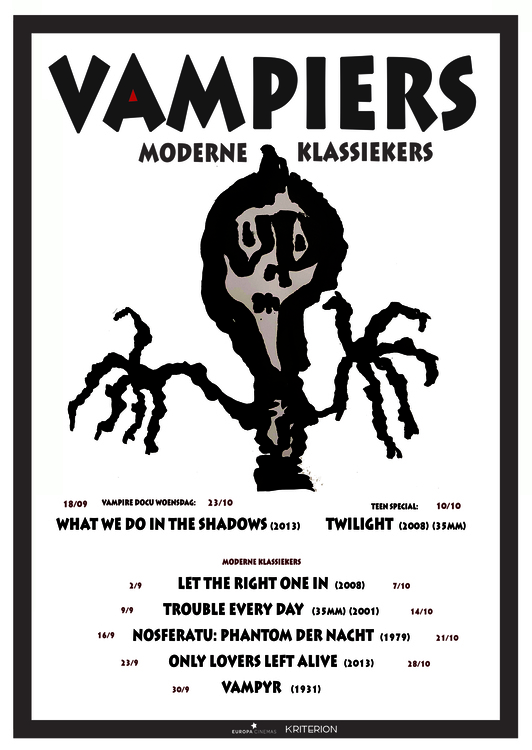 VAMPIERS
MODERNE KLASSIEKERS
18/09 VAMPIRE DOCU WOENSDAG: 23/10
WHAT WE DO IN THE SHADOWS (2013)
TEEN SPECIAL: 10/10
TWILIGHT (2008) (35MM)
MODERNE KLASSIEKERS
2/9 LET THE RIGHT ONE IN (2008) 7/10
9/9 TROUBLE EVERY DAY (35MM) (2001) 14/10
16/9 NOSFERATU: PHANTOM DER NACHT (1979) 21/10
23/9 ONLY LOVERS LEFT ALIVE (2013) 28/10
30/9 VAMPYR (1931)
EUROPA CINEMAS KRITERION